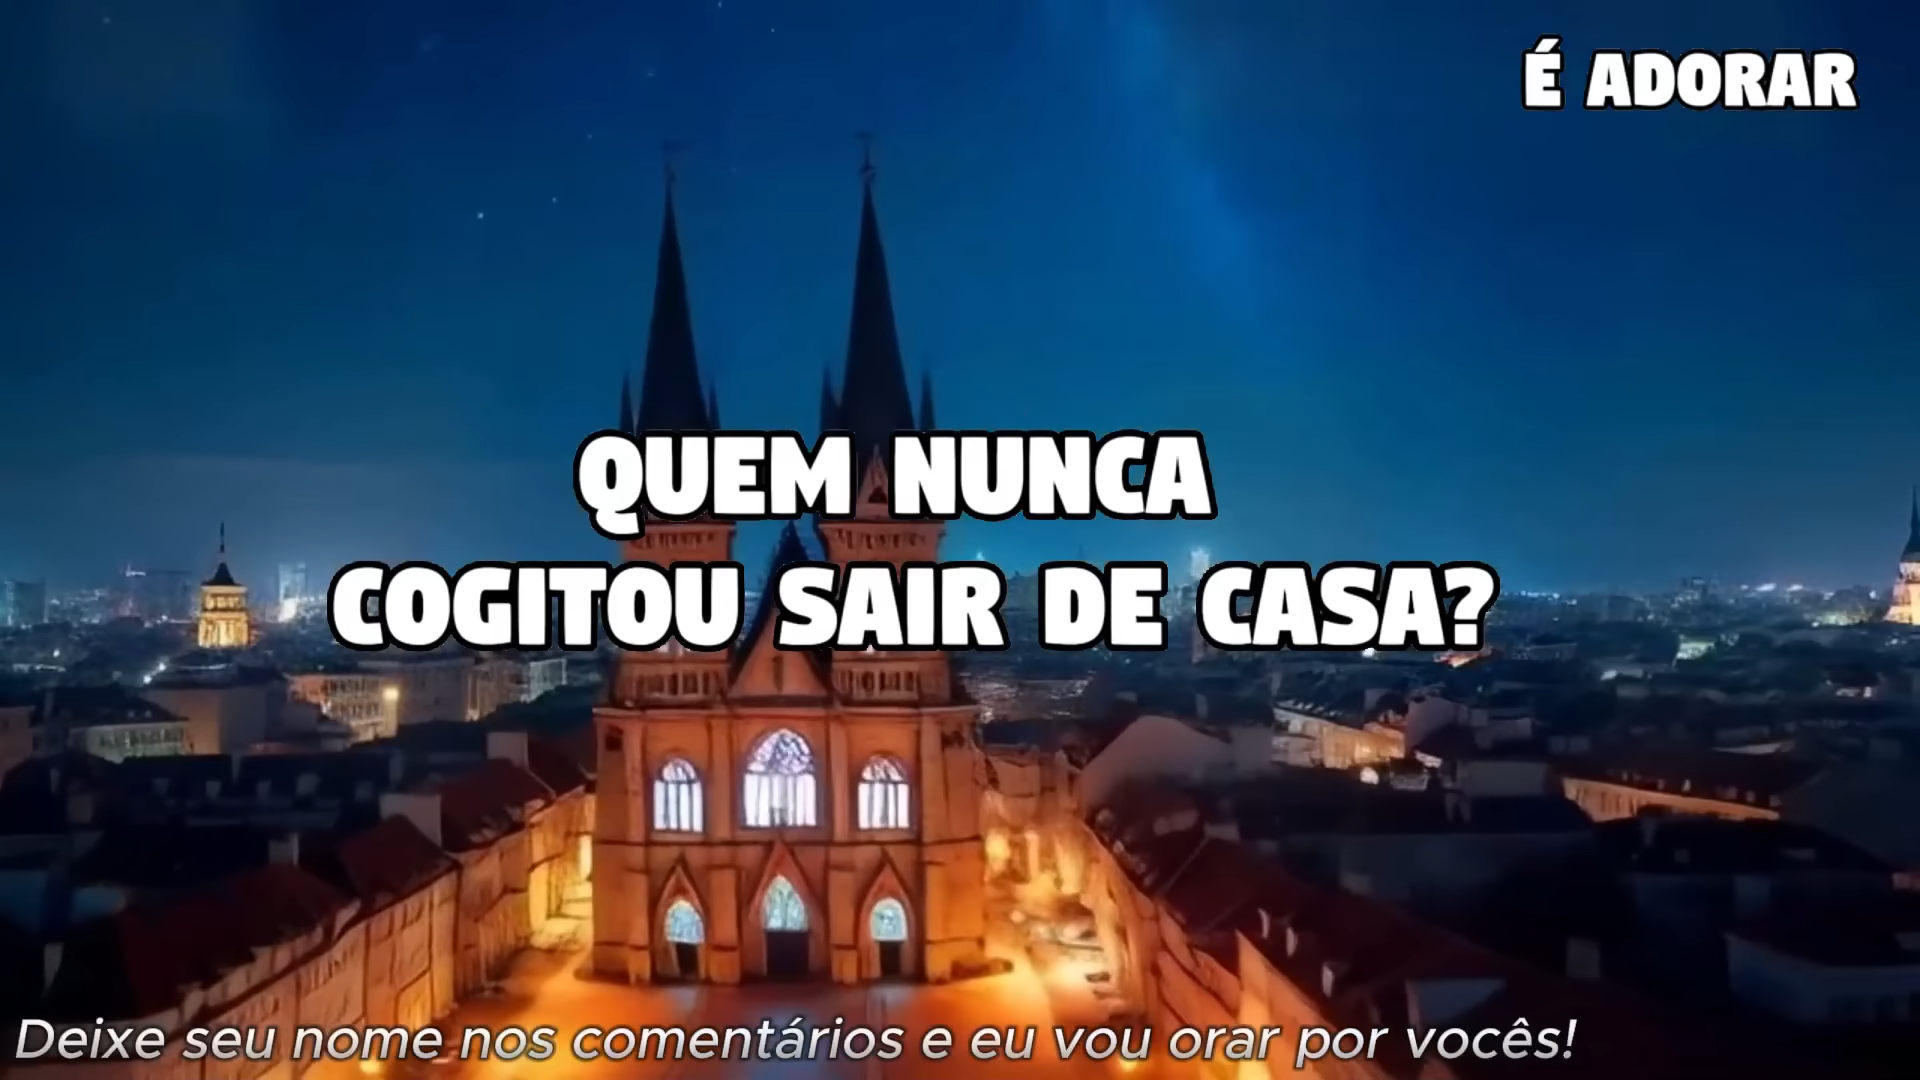 É ADORAR
QUEM NUNCA
COGITOU SAIR DE CASA?
Deixe seu nome nos comentários e eu vou orar por vocês!